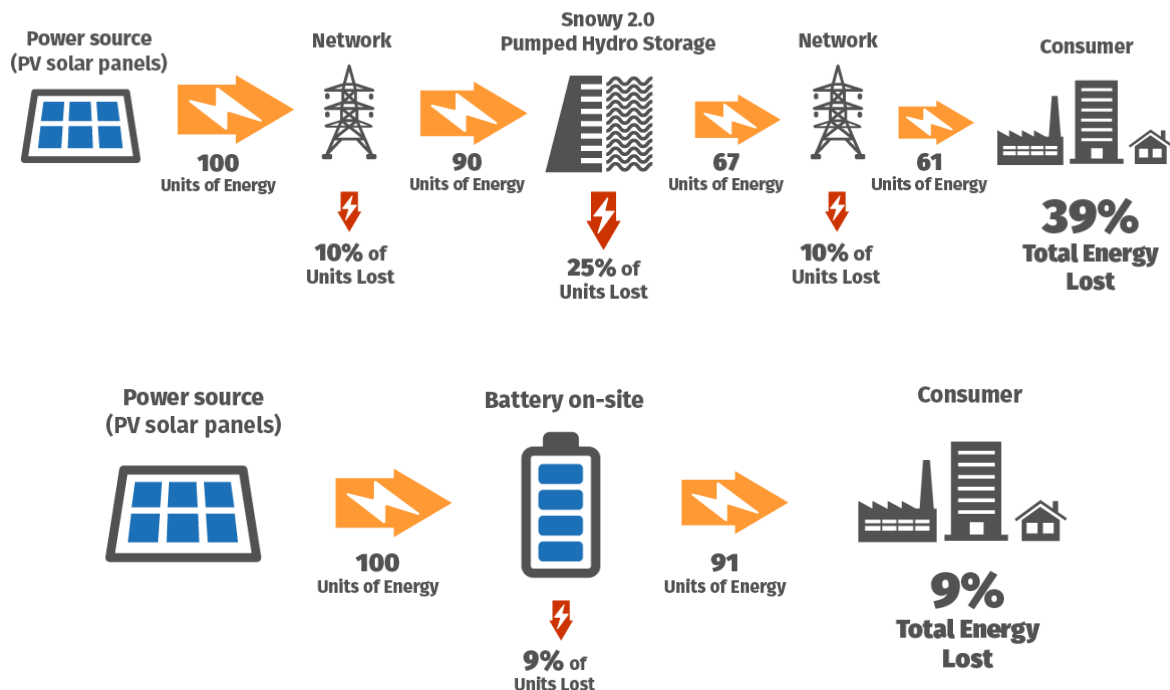 Power source
(PV solar panels)
Network
Snowy 2.0
Pumped Hydro Storage
Network
Consumer
100
Units of Energy
90
Units of Energy
67
Units of Energy
61
Units of Energy
10% of
Units Lost
25% of
Units Lost
10% of
Units Lost
39%
Total Energy
Lost
Power source
(PV solar panels)
Battery on-site
Consumer
100
Units of Energy
91
Units of Energy
9% of
Units Lost
9%
Total Energy
Lost